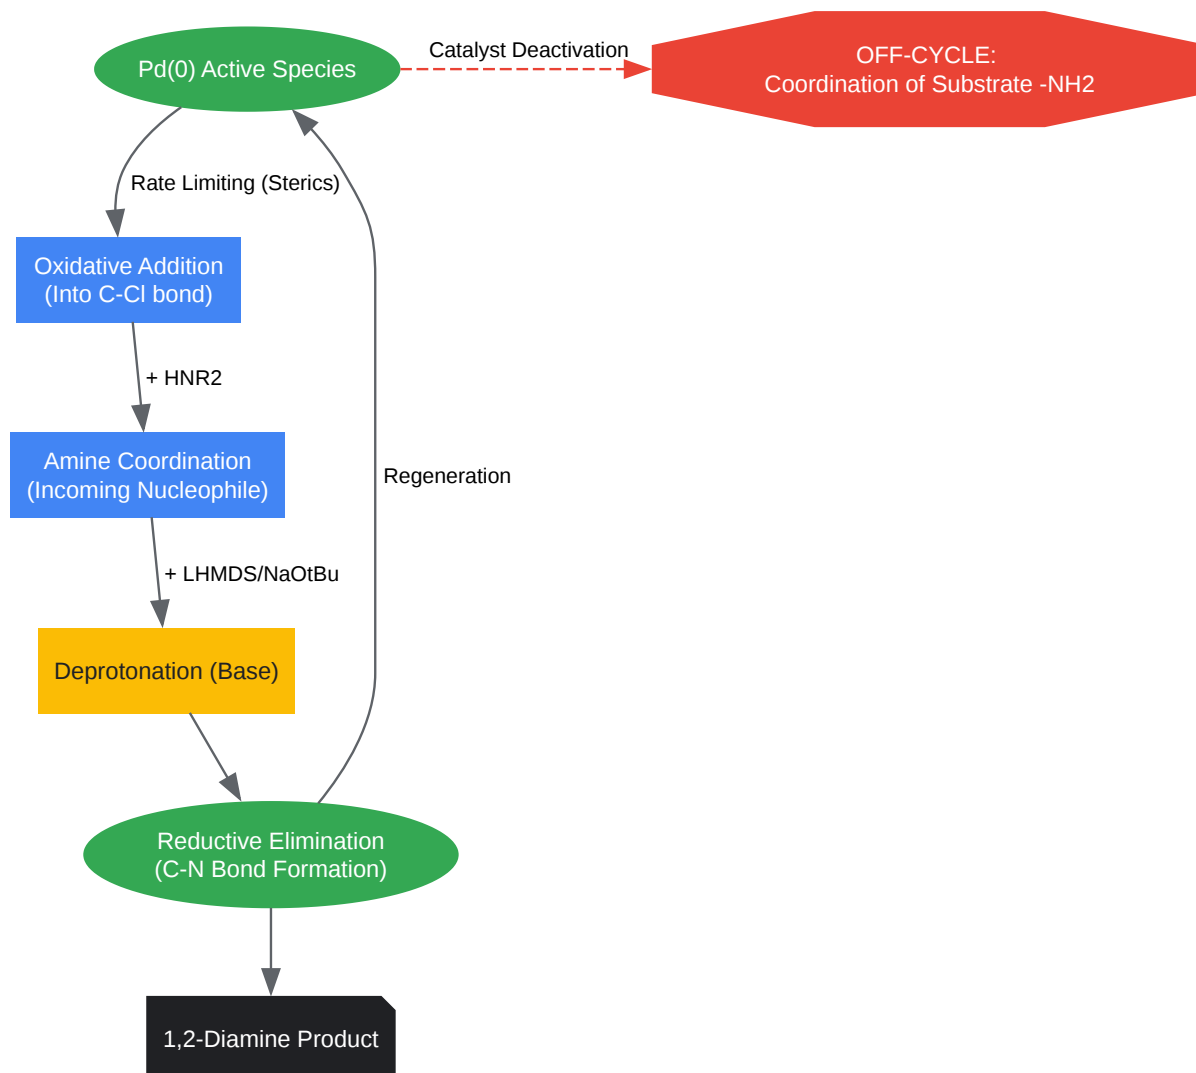 Pd(0) Active Species
Catalyst Deactivation
OFF-CYCLE:
Coordination of Substrate -NH2
Rate Limiting (Sterics)
Oxidative Addition
(Into C-Cl bond)
+ HNR2
Amine Coordination
(Incoming Nucleophile)
Regeneration
+ LHMDS/NaOtBu
Deprotonation (Base)
Reductive Elimination
(C-N Bond Formation)
1,2-Diamine Product